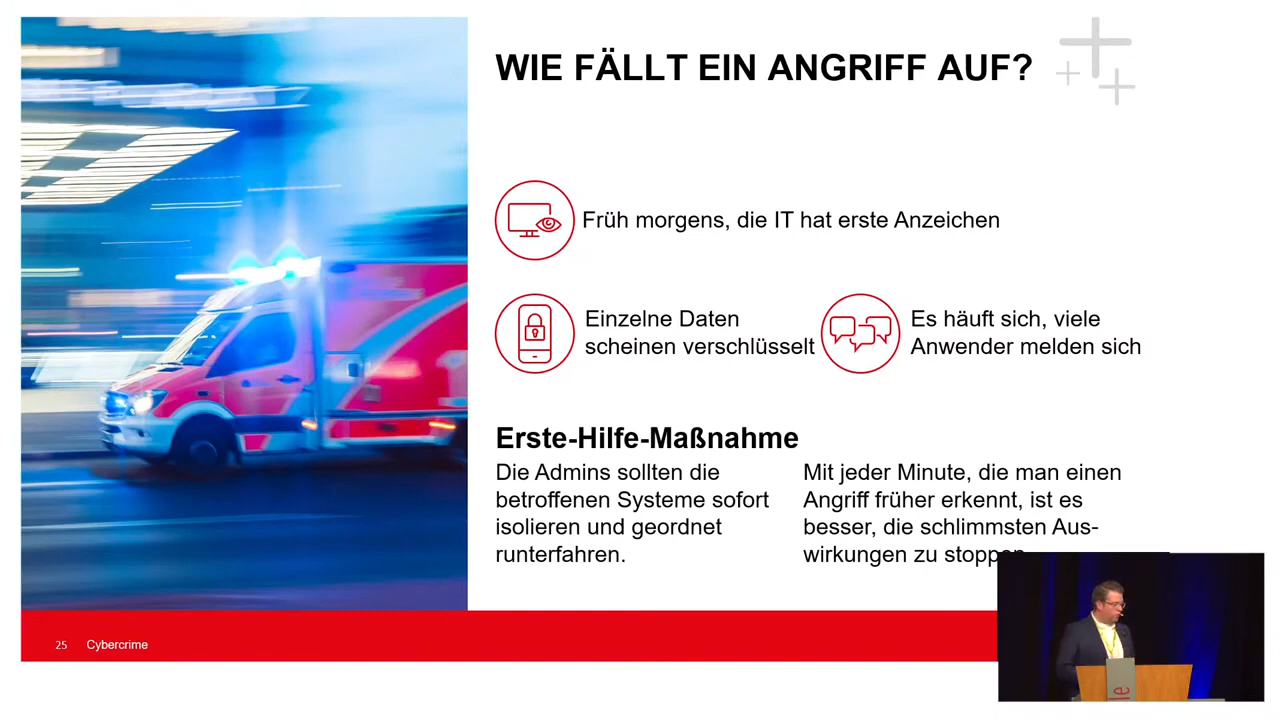 WIE FÄLLT EIN ANGRIFF AUF?
Früh morgens, die IT hat erste Anzeichen
Einzelne Daten
scheinen verschlüsselt
Es häuft sich, viele
Anwender melden sich
Erste-Hilfe-Maßnahme
Die Admins sollten die
betroffenen Systeme sofort
isolieren und geordnet
runterfahren.
Mit jeder Minute, die man einen
Angriff früher erkennt, ist es
besser, die schlimmsten Aus-
wirkungen zu stoppen
25 Cybercrime